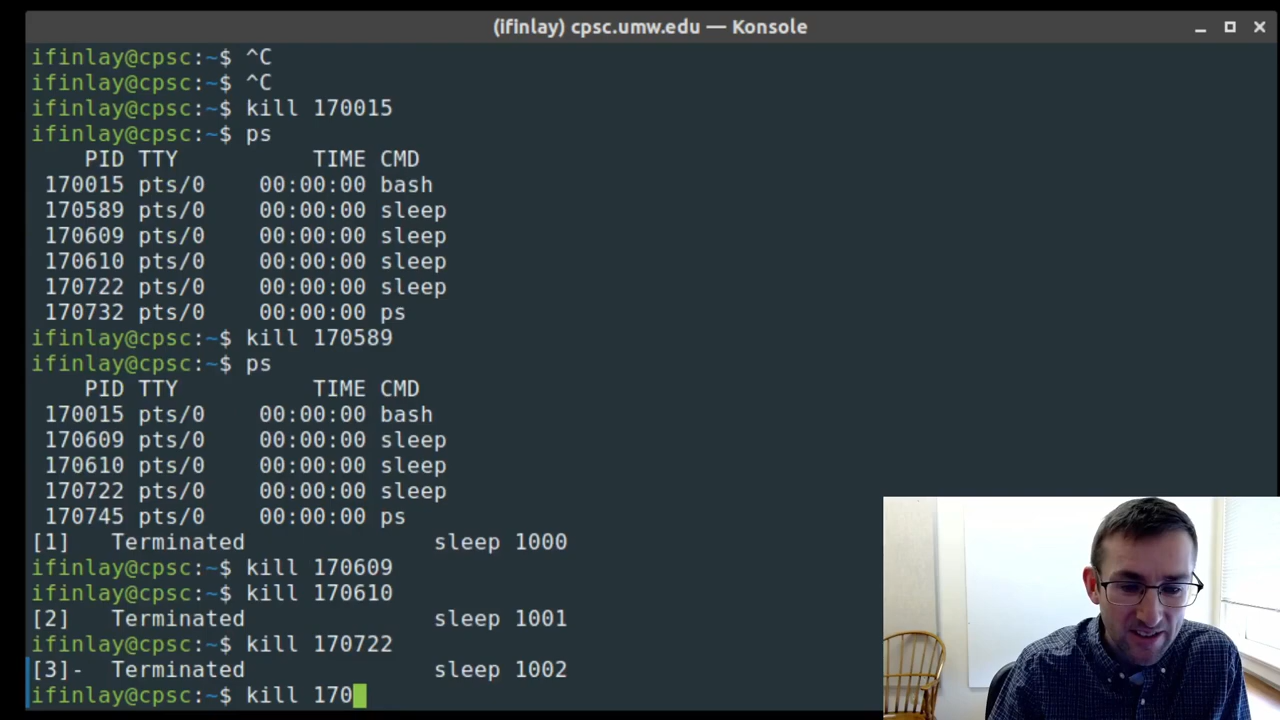 (ifinlay) cpsc.umw.edu — Konsole
ifinlay@cpsc:~$ ^C
ifinlay@cpsc:~$ ^C
ifinlay@cpsc:~$ kill 170015
ifinlay@cpsc:~$ ps
PID TTY TIME CMD
170015 pts/0 00:00:00 bash
170589 pts/0 00:00:00 sleep
170609 pts/0 00:00:00 sleep
170610 pts/0 00:00:00 sleep
170722 pts/0 00:00:00 sleep
170732 pts/0 00:00:00 ps
ifinlay@cpsc:~$ kill 170589
ifinlay@cpsc:~$ ps
PID TTY TIME CMD
170015 pts/0 00:00:00 bash
170609 pts/0 00:00:00 sleep
170610 pts/0 00:00:00 sleep
170722 pts/0 00:00:00 sleep
170745 pts/0 00:00:00 ps
[1] Terminated sleep 1000
ifinlay@cpsc:~$ kill 170609
ifinlay@cpsc:~$ kill 170610
[2] Terminated sleep 1001
ifinlay@cpsc:~$ kill 170722
[3]- Terminated sleep 1002
ifinlay@cpsc:~$ kill 170